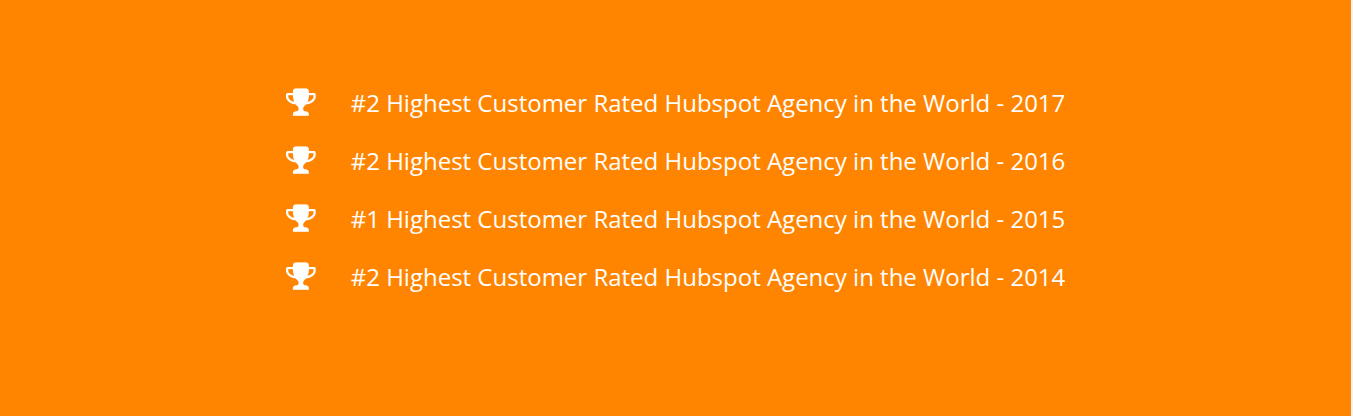 #2 Highest Customer Rated Hubspot Agency in the World - 2017
#2 Highest Customer Rated Hubspot Agency in the World - 2016
#1 Highest Customer Rated Hubspot Agency in the World - 2015
#2 Highest Customer Rated Hubspot Agency in the World - 2014